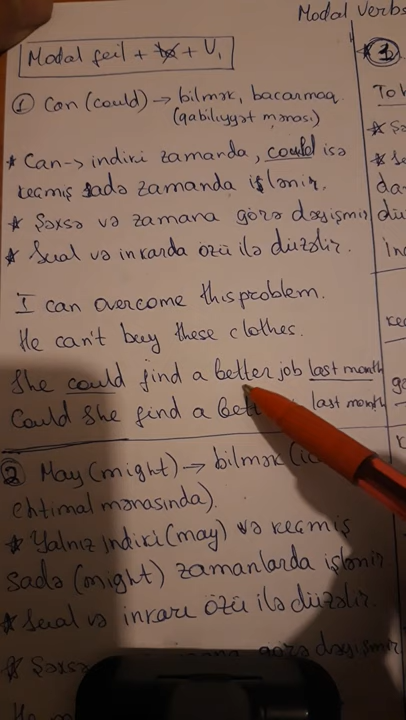 Modal Verbs
Modal feil + to + V1
① Can (could) → bilmək, bacarmaq.
(qabiliyyət mənası)
* Can → indiki zamanda, could isə
keçmiş sadə zamanda işlənir.
* Şəxsə və zamana görə dəyişmir
* Sual və inkarda özü ilə düzəlir.
I can overcome this problem.
He can't buy these clothes.
She could find a better job last month
Could she find a last month
② May (might) → bilmək
ehtimal mənasında).
* Yalnız indiki (may) və keçmiş
sadə (might) zamanlarda işlənir.
* Sual və inkarı özü ilə düzəlir.
* Şəxsə görə dəyişmir
He
* 1